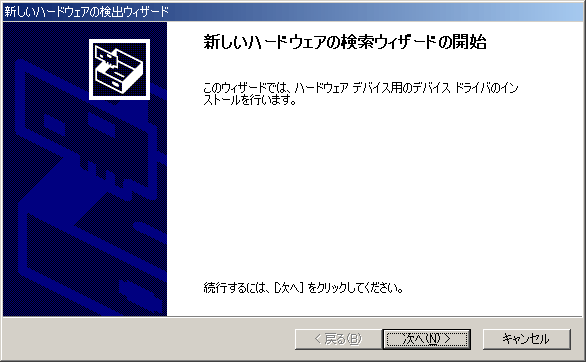 新しいハードウェアの検出ウィザード
新しいハードウェアの検索ウィザードの開始
このウィザードでは、ハードウェア デバイス用のデバイス ドライバのイン
ストールを行います。
続行するには、[次へ] をクリックしてください。
< 戻る(B)
次へ(N) >
キャンセル